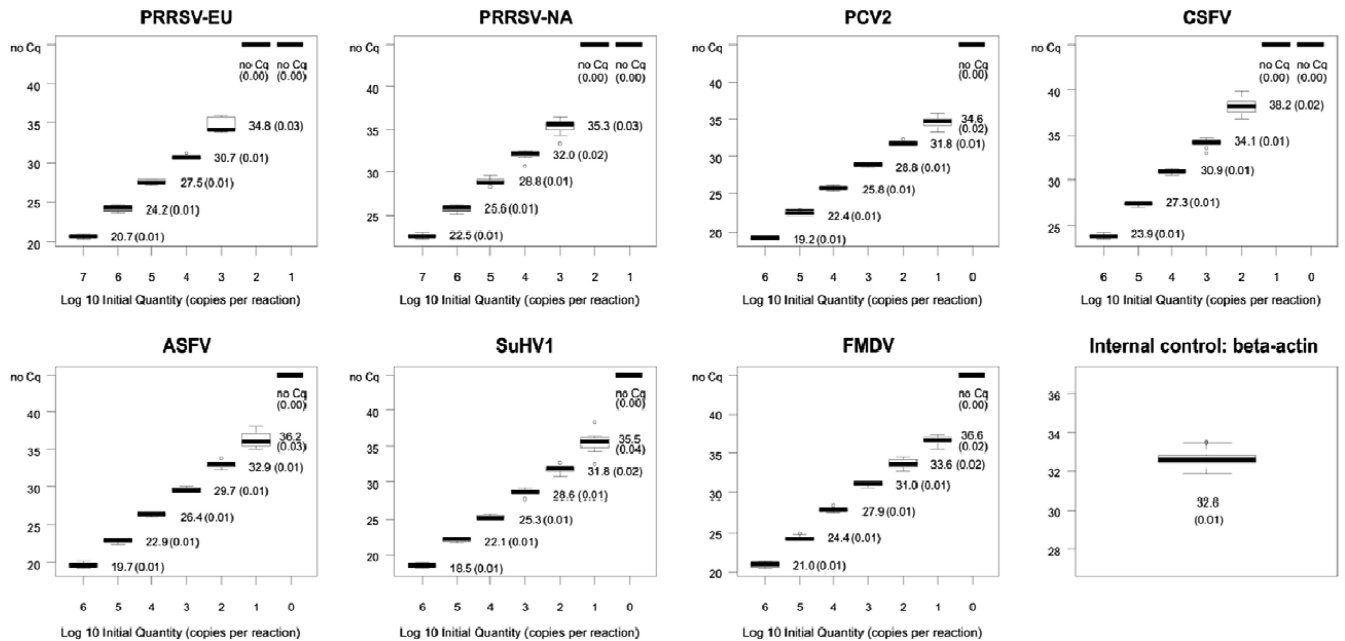 PRRSV-EU
no Cq
no Cq no Cq
(0.00) (0.00)
40
35
34.8 (0.03)
30
30.7 (0.01)
27.5 (0.01)
25
24.2 (0.01)
20
20.7 (0.01)
7 6 5 4 3 2 1
Log 10 Initial Quantity (copies per reaction)
PRRSV-NA
no Cq
no Cq no Cq
(0.00) (0.00)
40
35
35.3 (0.03)
32.0 (0.02)
30
28.8 (0.01)
25
25.6 (0.01)
22.5 (0.01)
7 6 5 4 3 2 1
Log 10 Initial Quantity (copies per reaction)
PCV2
no Cq
no Cq
(0.00)
40
35
34.6
(0.02)
31.8 (0.01)
30
28.8 (0.01)
25
25.8 (0.01)
22.4 (0.01)
20
19.2 (0.01)
6 5 4 3 2 1 0
Log 10 Initial Quantity (copies per reaction)
CSFV
no Cq
no Cq no Cq
(0.00) (0.00)
40
38.2 (0.02)
35
34.1 (0.01)
30
30.9 (0.01)
27.3 (0.01)
25
23.9 (0.01)
6 5 4 3 2 1 0
Log 10 Initial Quantity (copies per reaction)
ASFV
no Cq
no Cq
(0.00)
40
36.2
(0.03)
35
32.9 (0.01)
30
29.7 (0.01)
26.4 (0.01)
25
22.9 (0.01)
20
19.7 (0.01)
6 5 4 3 2 1 0
Log 10 Initial Quantity (copies per reaction)
SuHV1
no Cq
no Cq
(0.00)
40
35.5
(0.04)
35
31.8 (0.02)
30
28.6 (0.01)
25
25.3 (0.01)
22.1 (0.01)
20
18.5 (0.01)
6 5 4 3 2 1 0
Log 10 Initial Quantity (copies per reaction)
FMDV
no Cq
no Cq
(0.00)
40
36.6
(0.02)
35
33.6 (0.02)
31.0 (0.01)
30
27.9 (0.01)
25
24.4 (0.01)
20
21.0 (0.01)
6 5 4 3 2 1 0
Log 10 Initial Quantity (copies per reaction)
Internal control: beta-actin
36
34
32
32.6
(0.01)
30
28